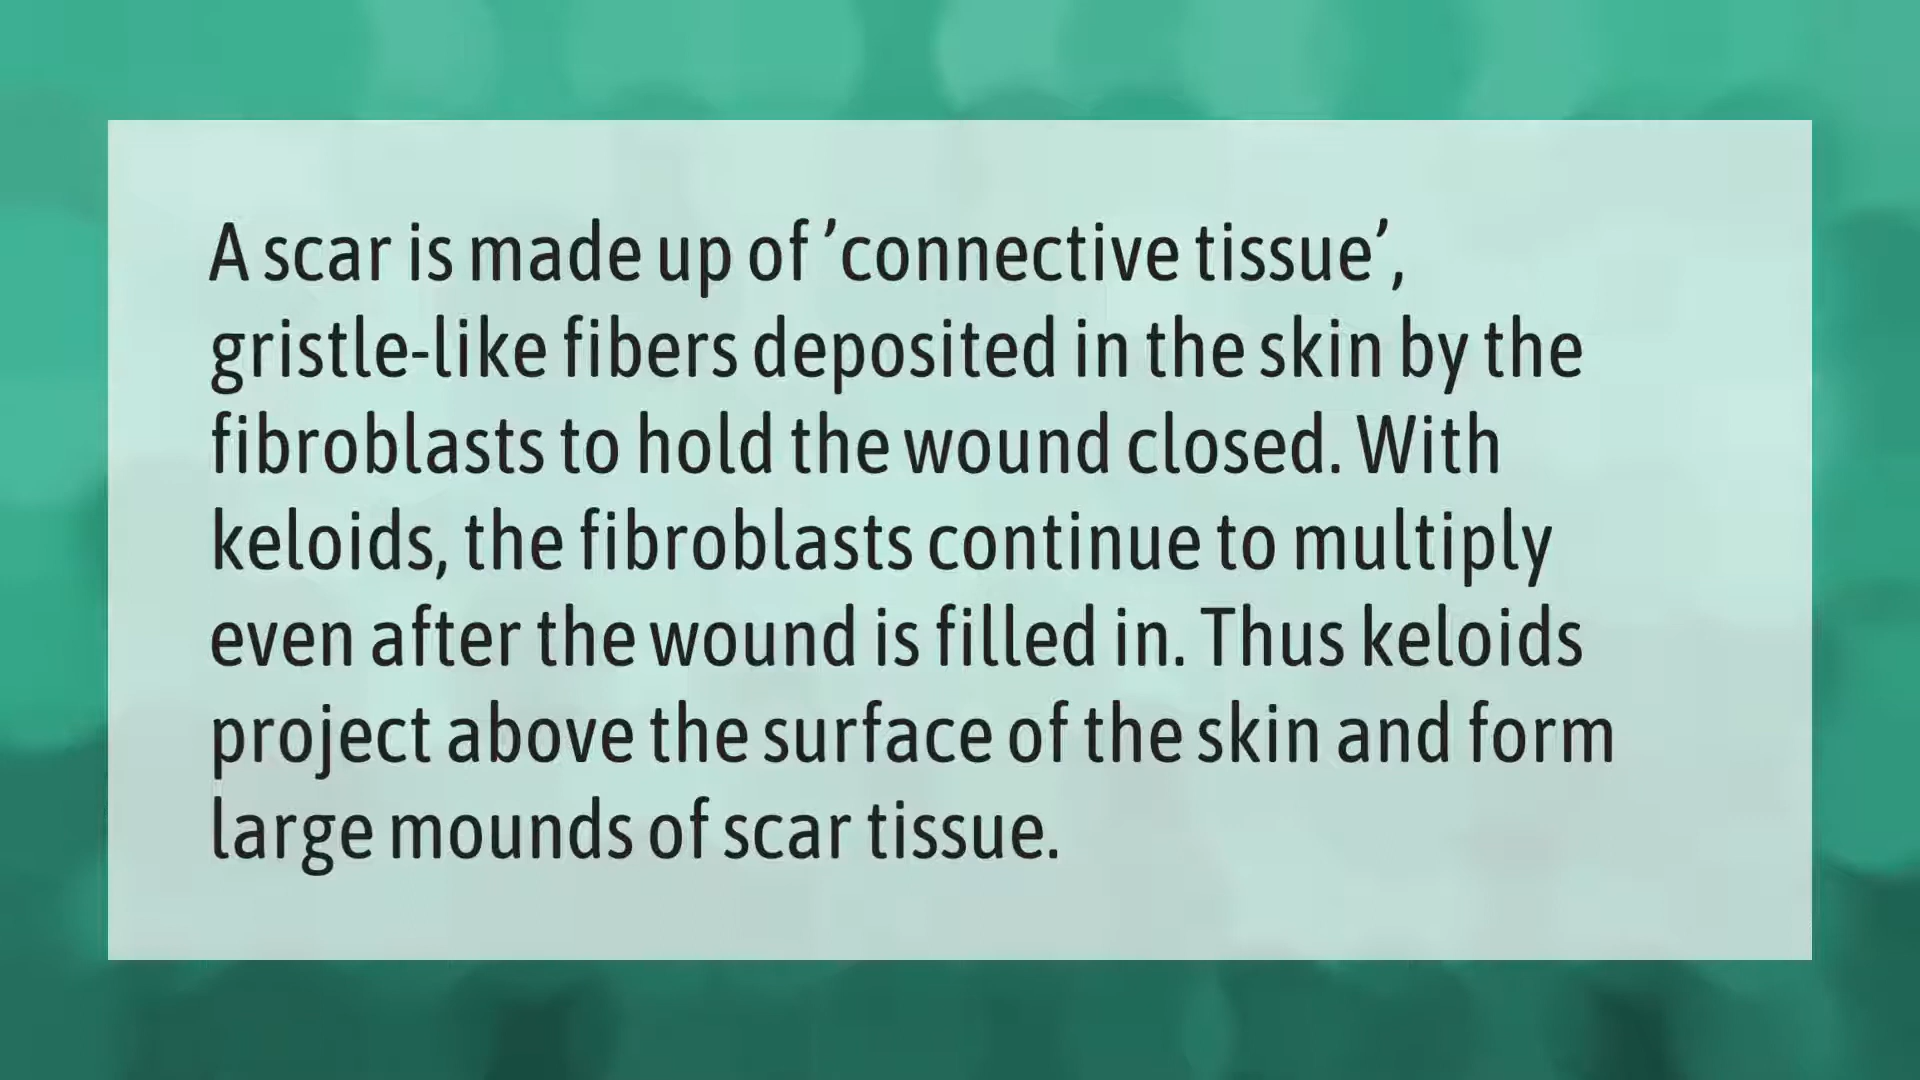 A scar is made up of ’connective tissue’,
gristle-like fibers deposited in the skin by the
fibroblasts to hold the wound closed. With
keloids, the fibroblasts continue to multiply
even after the wound is filled in. Thus keloids
project above the surface of the skin and form
large mounds of scar tissue.